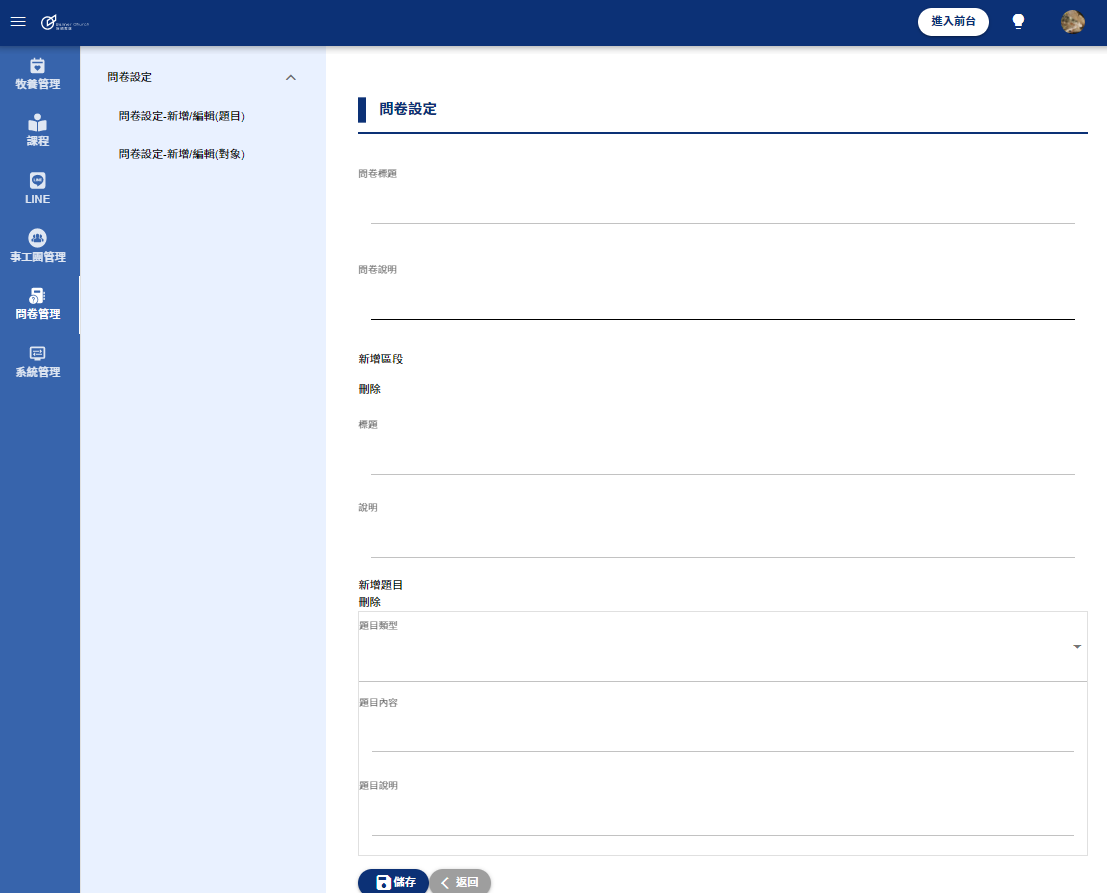 進入前台
牧養管理
課程
LINE
事工團管理
問卷管理
系統管理
問卷設定
問卷設定-新增/編輯(題目)
問卷設定-新增/編輯(對象)
問卷設定
問卷標題
問卷說明
新增區段
刪除
標題
說明
新增題目
刪除
題目類型
題目內容
題目說明
儲存
返回